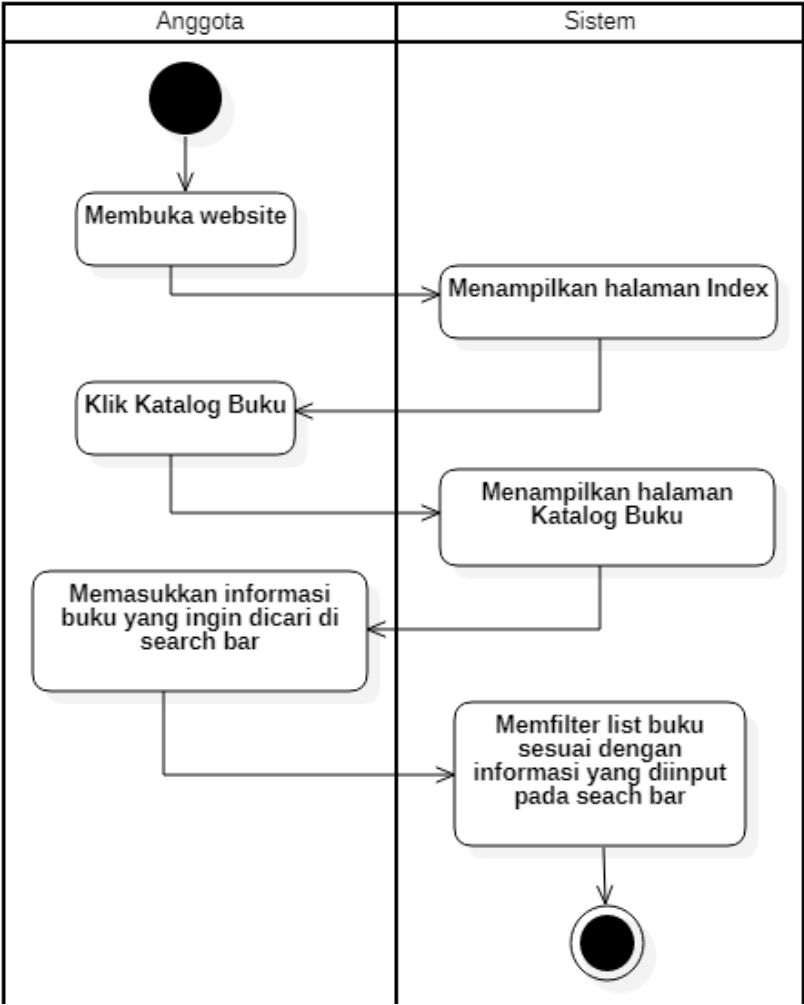 Anggota
Sistem
Membuka website
Menampilkan halaman Index
Klik Katalog Buku
Menampilkan halaman
Katalog Buku
Memasukkan informasi
buku yang ingin dicari di
search bar
Memfilter list buku
sesuai dengan
informasi yang diinput
pada seach bar